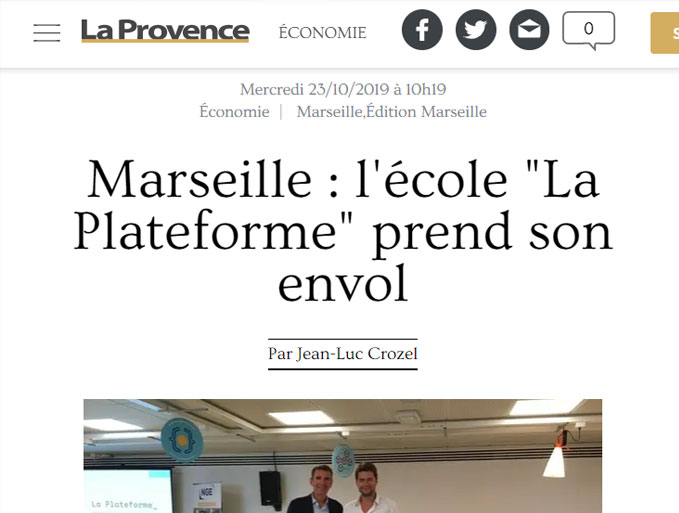 La Provence ÉCONOMIE 0 S
Mercredi 23/10/2019 à 10h19
Économie | Marseille,Édition Marseille
Marseille : l'école "La
Plateforme" prend son
envol
Par Jean-Luc Crozel
NGE
La Plateforme_